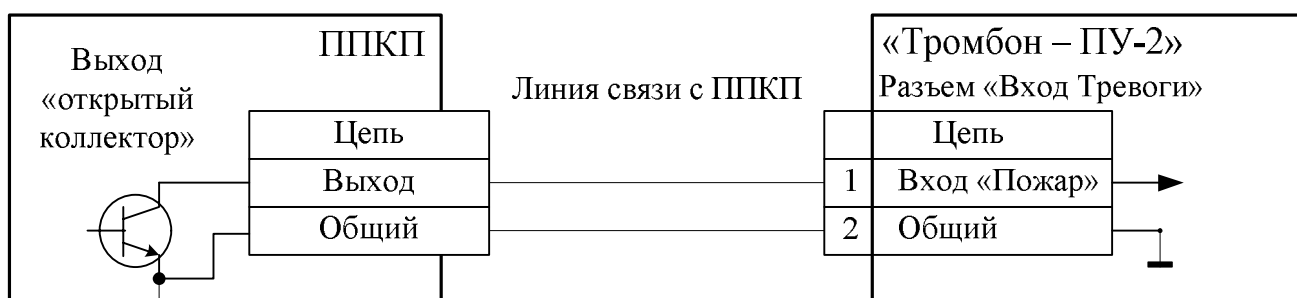 ППКП
Выход
«открытый
коллектор»
Цепь
Выход
Общий
Линия связи с ППКП
«Тромбон – ПУ-2»
Разъем «Вход Тревоги»
Цепь
1 Вход «Пожар»
2 Общий